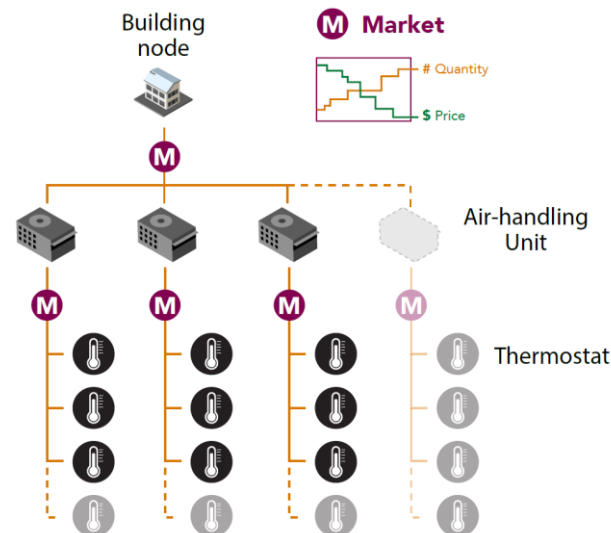 Building
node
M Market
# Quantity
$ Price
M
Air-handling
Unit
M M M M
Thermostat